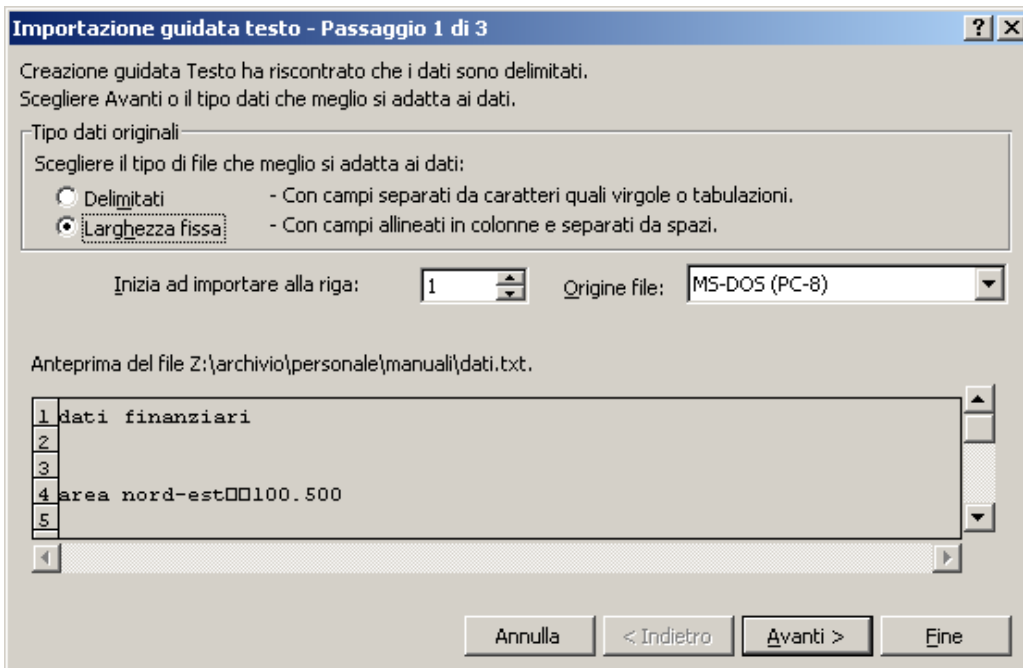 Importazione guidata testo - Passaggio 1 di 3
Creazione guidata Testo ha riscontrato che i dati sono delimitati.
Scegliere Avanti o il tipo dati che meglio si adatta ai dati.
Tipo dati originali
Scegliere il tipo di file che meglio si adatta ai dati:
Delimitati - Con campi separati da caratteri quali virgole o tabulazioni.
Larghezza fissa - Con campi allineati in colonne e separati da spazi.
Inizia ad importare alla riga: 1 Origine file: MS-DOS (PC-8)
Anteprima del file Z:\archivio\personale\manuali\dati.txt.
1 dati finanziari
2
3
4 area nord-est□□100.500
5
Annulla < Indietro Avanti > Fine